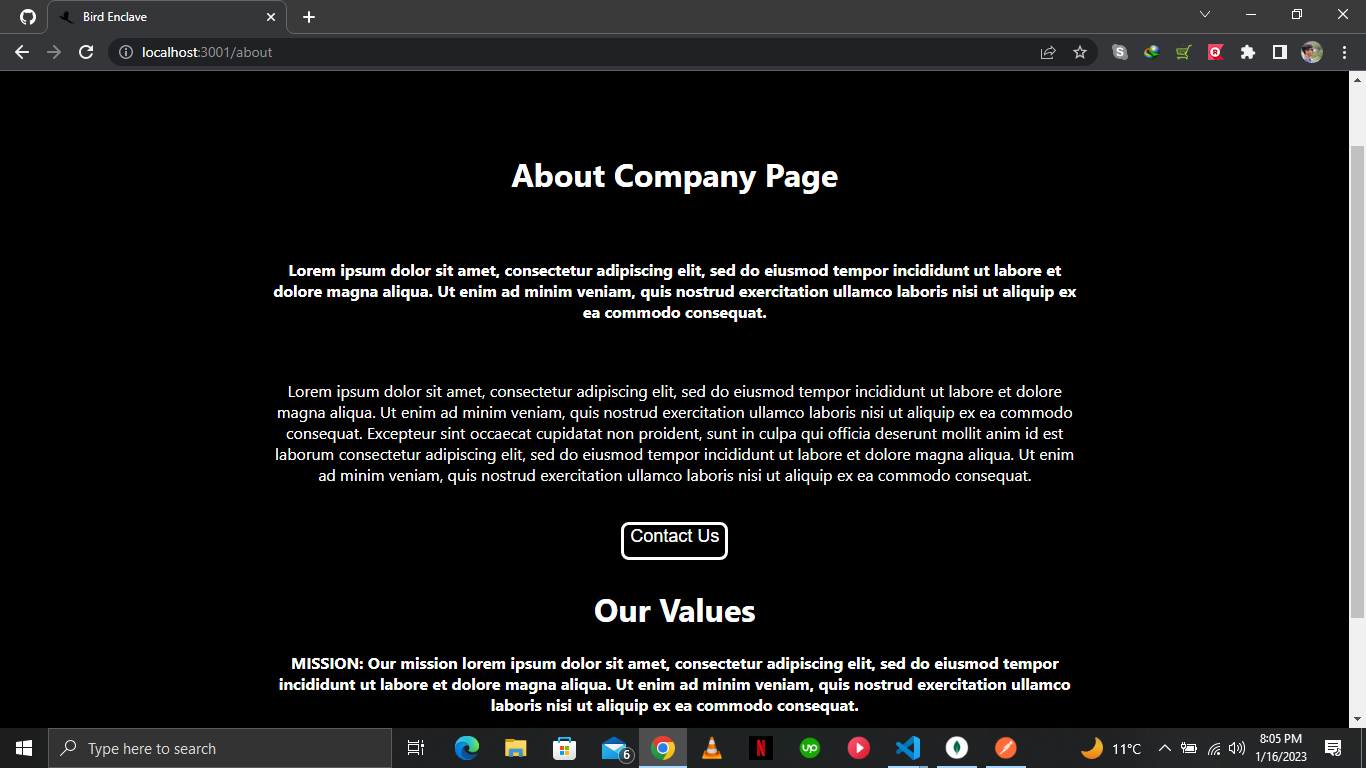 Bird Enclave
localhost:3001/about
About Company Page
Lorem ipsum dolor sit amet, consectetur adipiscing elit, sed do eiusmod tempor incididunt ut labore et
dolore magna aliqua. Ut enim ad minim veniam, quis nostrud exercitation ullamco laboris nisi ut aliquip ex
ea commodo consequat.
Lorem ipsum dolor sit amet, consectetur adipiscing elit, sed do eiusmod tempor incididunt ut labore et dolore
magna aliqua. Ut enim ad minim veniam, quis nostrud exercitation ullamco laboris nisi ut aliquip ex ea commodo
consequat. Excepteur sint occaecat cupidatat non proident, sunt in culpa qui officia deserunt mollit anim id est
laborum consectetur adipiscing elit, sed do eiusmod tempor incididunt ut labore et dolore magna aliqua. Ut enim
ad minim veniam, quis nostrud exercitation ullamco laboris nisi ut aliquip ex ea commodo consequat.
Contact Us
Our Values
MISSION: Our mission lorem ipsum dolor sit amet, consectetur adipiscing elit, sed do eiusmod tempor
incididunt ut labore et dolore magna aliqua. Ut enim ad minim veniam, quis nostrud exercitation ullamco
laboris nisi ut aliquip ex ea commodo consequat.
Type here to search
6
N
up
11°C
8:05 PM
1/16/2023